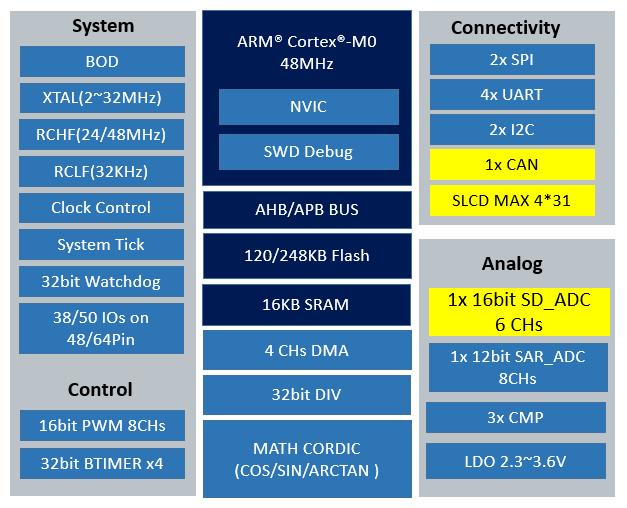 System
BOD
XTAL(2~32MHz)
RCHF(24/48MHz)
RCLF(32KHz)
Clock Control
System Tick
32bit Watchdog
38/50 IOs on
48/64Pin
Control
16bit PWM 8CHs
32bit BTIMER x4
ARM® Cortex®-M0
48MHz
NVIC
SWD Debug
AHB/APB BUS
120/248KB Flash
16KB SRAM
4 CHs DMA
32bit DIV
MATH CORDIC
(COS/SIN/ARCTAN )
Connectivity
2x SPI
4x UART
2x I2C
1x CAN
SLCD MAX 4*31
Analog
1x 16bit SD_ADC
6 CHs
1x 12bit SAR_ADC
8CHs
3x CMP
LDO 2.3~3.6V